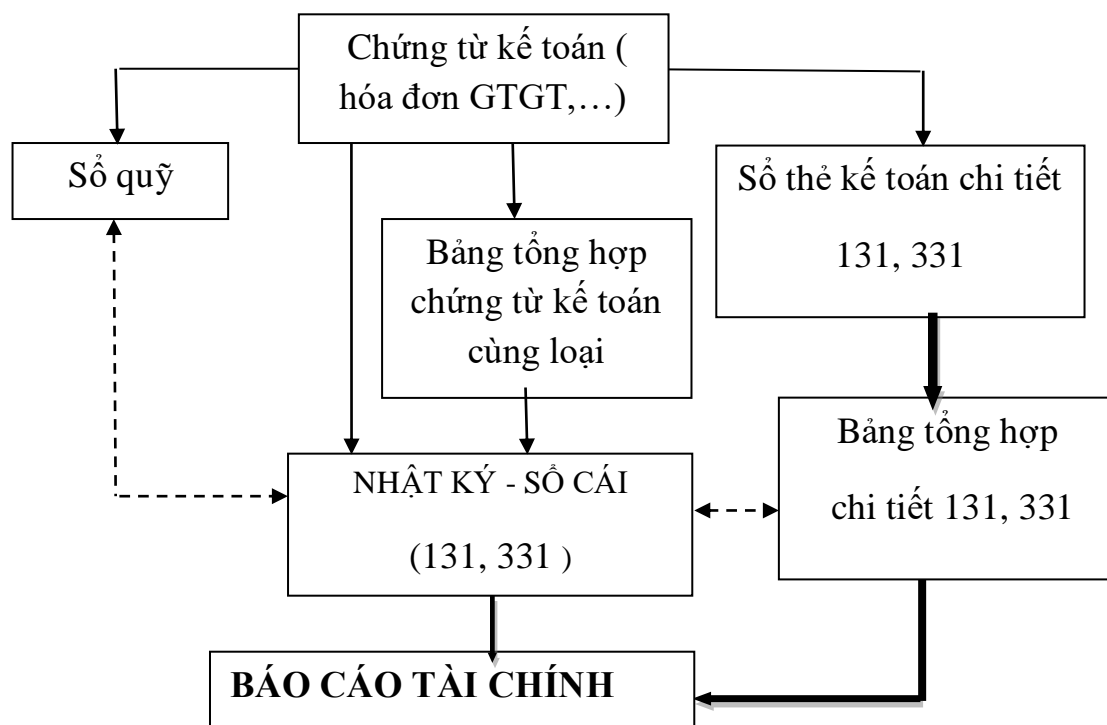 Chứng từ kế toán (
hóa đơn GTGT,…)
Sổ quỹ
Sổ thẻ kế toán chi tiết
131, 331
Bảng tổng hợp
chứng từ kế toán
cùng loại
Bảng tổng hợp
chi tiết 131, 331
NHẬT KÝ - SỔ CÁI
(131, 331 )
BÁO CÁO TÀI CHÍNH